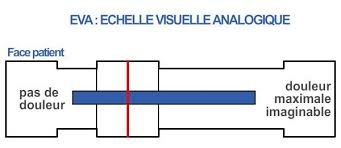 EVA : ECHELLE VISUELLE ANALOGIQUE
Face patient
pas de
douleur
douleur
maximale
imaginable